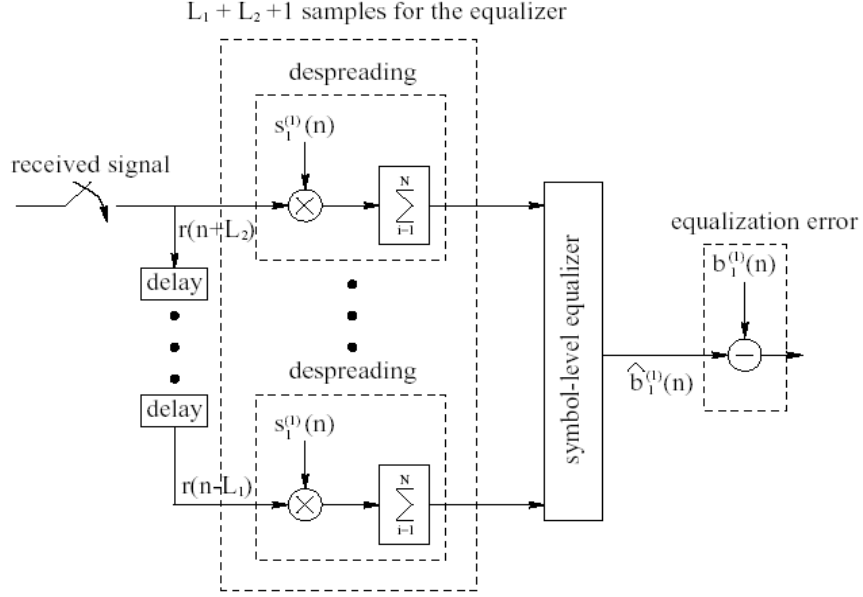 L₁ + L₂ +1 samples for the equalizer
despreading
s₁⁽¹⁾(n)
received signal
N
∑
i=1
r(n+L₂)
equalization error
b₁⁽¹⁾(n)
delay
symbol-level equalizer
−
b̂₁⁽¹⁾(n)
despreading
delay
s₁⁽¹⁾(n)
r(n-L₁)
N
∑
i=1